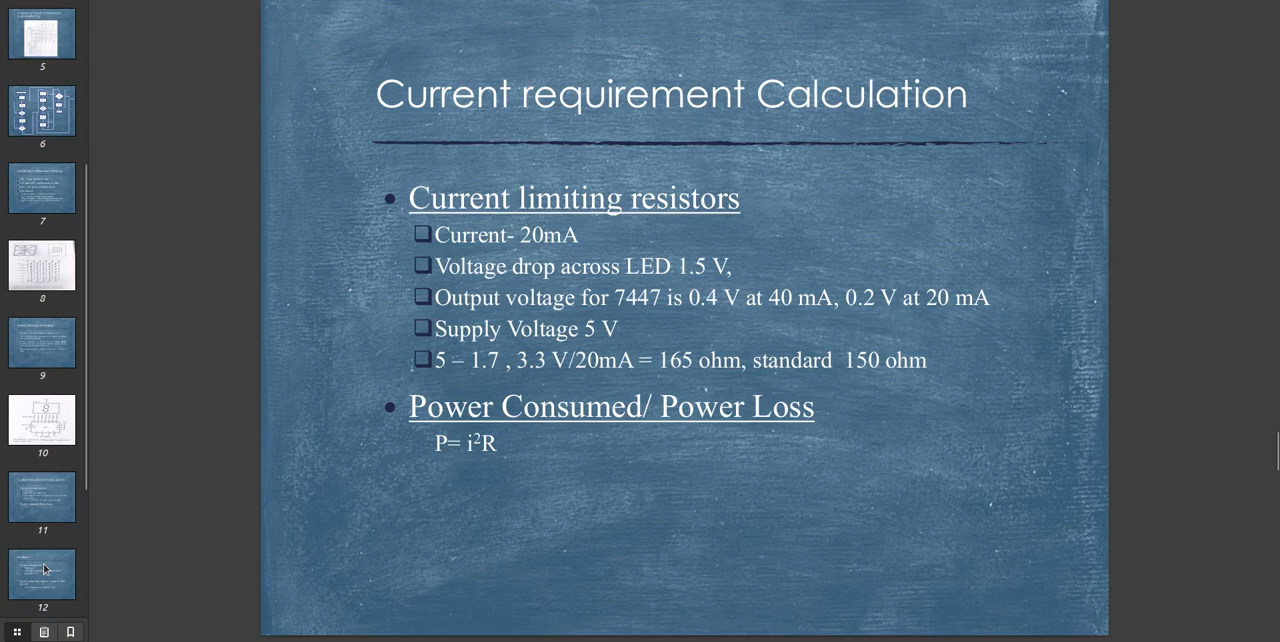 Current requirement Calculation
Current limiting resistors
Current- 20mA
Voltage drop across LED 1.5 V,
Output voltage for 7447 is 0.4 V at 40 mA, 0.2 V at 20 mA
Supply Voltage 5 V
5 – 1.7 , 3.3 V/20mA = 165 ohm, standard  150 ohm
Power Consumed/ Power Loss
P= i²R
5
6
7
8
9
10
11
12